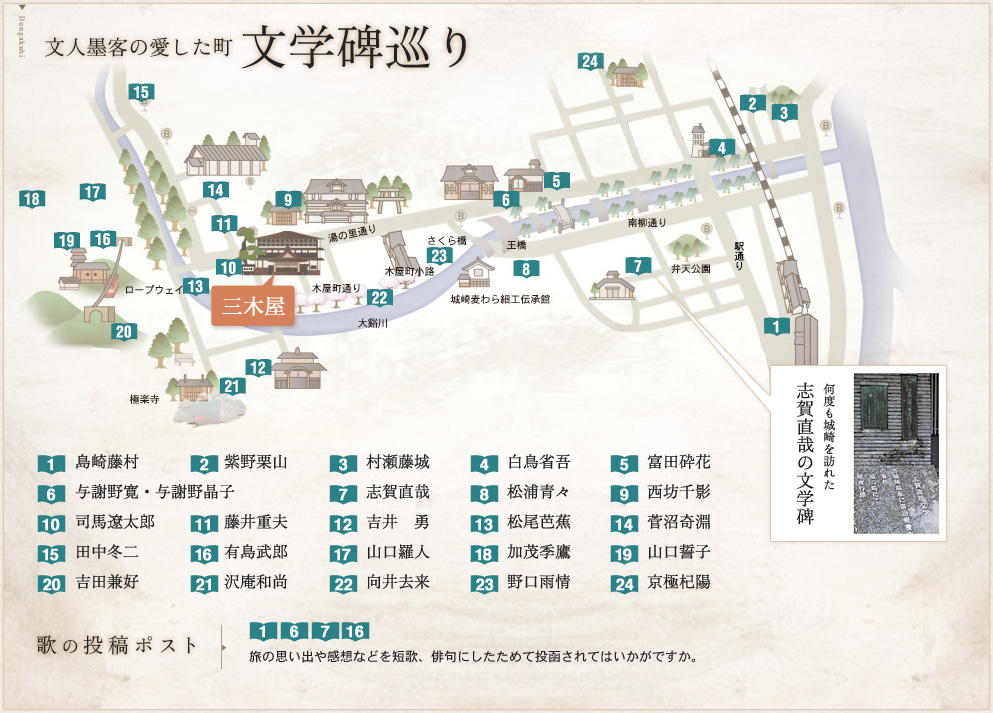 Bungakuhi
文人墨客の愛した町 文学碑巡り
24
15
2
3
4
5
6
14
17
18
9
11
湯の里通り
さくら橋
23
王橋
南柳通り
19
16
10
木屋町小路
8
7
弁天公園
駅通り
ロープウェイ
13
三木屋
木屋町通り
22
城崎麦わら細工伝承館
大谿川
1
20
12
21
極楽寺
何度も城崎を訪れた
志賀直哉の文学碑
1 島崎藤村 2 紫野栗山 3 村瀬藤城 4 白鳥省吾 5 富田砕花
6 与謝野寛・与謝野晶子 7 志賀直哉 8 松浦青々 9 西坊千影
10 司馬遼太郎 11 藤井重夫 12 吉井 勇 13 松尾芭蕉 14 菅沼奇淵
15 田中冬二 16 有島武郎 17 山口羅人 18 加茂季鷹 19 山口誓子
20 吉田兼好 21 沢庵和尚 22 向井去来 23 野口雨情 24 京極杞陽
歌の投稿ポスト
1 6 7 16
旅の思い出や感想などを短歌、俳句にしたためて投函されてはいかがですか。